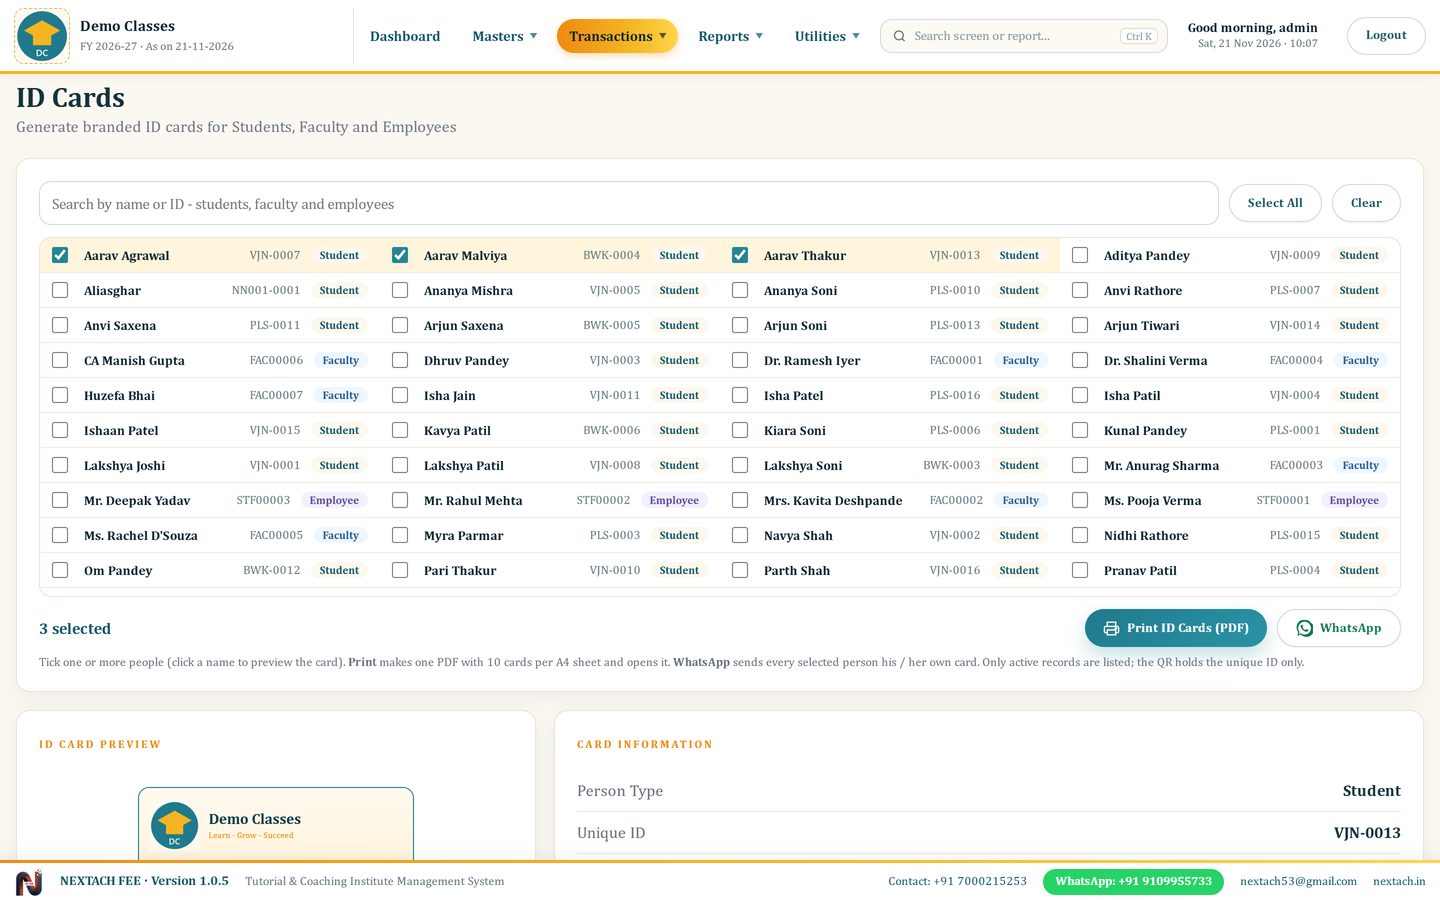 DC
Demo Classes
FY 2026-27 · As on 21-11-2026
Dashboard Masters Transactions Reports Utilities
Search screen or report... Ctrl K
Good morning, admin
Sat, 21 Nov 2026 · 10:07
Logout
ID Cards
Generate branded ID cards for Students, Faculty and Employees
Search by name or ID - students, faculty and employees Select All Clear
Aarav Agrawal VJN-0007 Student Aarav Malviya BWK-0004 Student Aarav Thakur VJN-0013 Student Aditya Pandey VJN-0009 Student
Aliasghar NN001-0001 Student Ananya Mishra VJN-0005 Student Ananya Soni PLS-0010 Student Anvi Rathore PLS-0007 Student
Anvi Saxena PLS-0011 Student Arjun Saxena BWK-0005 Student Arjun Soni PLS-0013 Student Arjun Tiwari VJN-0014 Student
CA Manish Gupta FAC00006 Faculty Dhruv Pandey VJN-0003 Student Dr. Ramesh Iyer FAC00001 Faculty Dr. Shalini Verma FAC00004 Faculty
Huzefa Bhai FAC00007 Faculty Isha Jain VJN-0011 Student Isha Patel PLS-0016 Student Isha Patil VJN-0004 Student
Ishaan Patel VJN-0015 Student Kavya Patil BWK-0006 Student Kiara Soni PLS-0006 Student Kunal Pandey PLS-0001 Student
Lakshya Joshi VJN-0001 Student Lakshya Patil VJN-0008 Student Lakshya Soni BWK-0003 Student Mr. Anurag Sharma FAC00003 Faculty
Mr. Deepak Yadav STF00003 Employee Mr. Rahul Mehta STF00002 Employee Mrs. Kavita Deshpande FAC00002 Faculty Ms. Pooja Verma STF00001 Employee
Ms. Rachel D'Souza FAC00005 Faculty Myra Parmar PLS-0003 Student Navya Shah VJN-0002 Student Nidhi Rathore PLS-0015 Student
Om Pandey BWK-0012 Student Pari Thakur VJN-0010 Student Parth Shah VJN-0016 Student Pranav Patil PLS-0004 Student
3 selected Print ID Cards (PDF) WhatsApp
Tick one or more people (click a name to preview the card). Print makes one PDF with 10 cards per A4 sheet and opens it. WhatsApp sends every selected person his / her own card. Only active records are listed; the QR holds the unique ID only.
ID CARD PREVIEW
DC
Demo Classes
Learn · Grow · Succeed
CARD INFORMATION
Person Type Student
Unique ID VJN-0013
N NEXTACH FEE · Version 1.0.5 Tutorial & Coaching Institute Management System Contact: +91 7000215253 WhatsApp: +91 9109955733 nextach53@gmail.com nextach.in